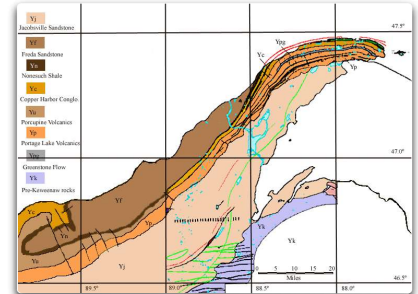 Yj
Jacobsville Sandstone
Yf
Freda Sandstone
Yn
Nonesuch Shale
Yc
Copper Harbor Conglo.
Yu
Porcupine Volcanics
Yp
Portage Lake Volcanics
Ypg
Greenstone Flow
Yk
Pre-Keweenaw rocks
47.5°
Ypg
Yc
Yp
47.0°
Yc
Yf
Yn
Yp
Yu
Yj
Yk
Yk
0 5 10 20
Miles
46.5°
89.5°
89.0
88.5°
88.0°